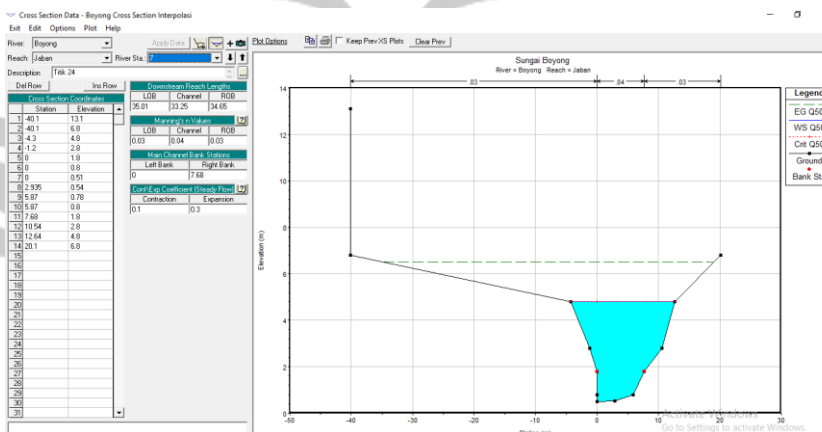 Cross Section Data - Boyong Cross Section Interpolasi
Exit Edit Options Plot Help
River: Boyong Apply Data Plot Options Keep Prev XS Plots Clear Prev
Reach: Jaban River Sta.: 7
Description Titik 24
Del Row Ins Row
Cross Section Coordinates
Station Elevation
1 -40.1 13.1
2 -40.1 6.8
3 -4.3 4.8
4 -1.2 2.8
5 0 1.8
6 0 0.8
7 0 0.51
8 2.935 0.54
9 5.87 0.78
10 5.87 0.8
11 7.68 1.8
12 10.54 2.8
13 12.64 4.8
14 20.1 6.8
15
16
17
18
19
20
21
22
23
24
25
26
27
28
29
30
31
Downstream Reach Lengths
LOB Channel ROB
35.01 33.25 34.65
Manning's n Values
LOB Channel ROB
0.03 0.04 0.03
Main Channel Bank Stations
Left Bank Right Bank
0 7.68
Cont\Exp Coefficient (Steady Flow)
Contraction Expansion
0.1 0.3
Sungai Boyong
River = Boyong Reach = Jaban
.03 .04 .03
14
12
10
8
6
4
2
0
Elevation (m)
-50 -40 -30 -20 -10 0 10 20 30
Legend
EG Q50
WS Q50
Crit Q50
Ground
Bank St
Activate Windows
Go to Settings to activate Windows.